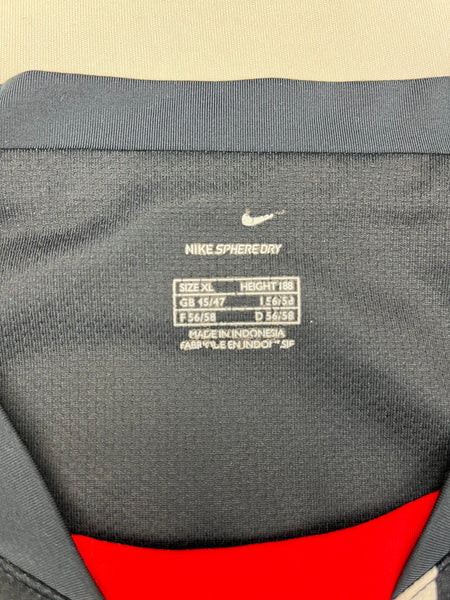 NIKE SPHERE DRY
SIZE XL HEIGHT 188
GB 45/47 I 56/58
F 56/58 D 56/58
MADE IN INDONESIA
EN